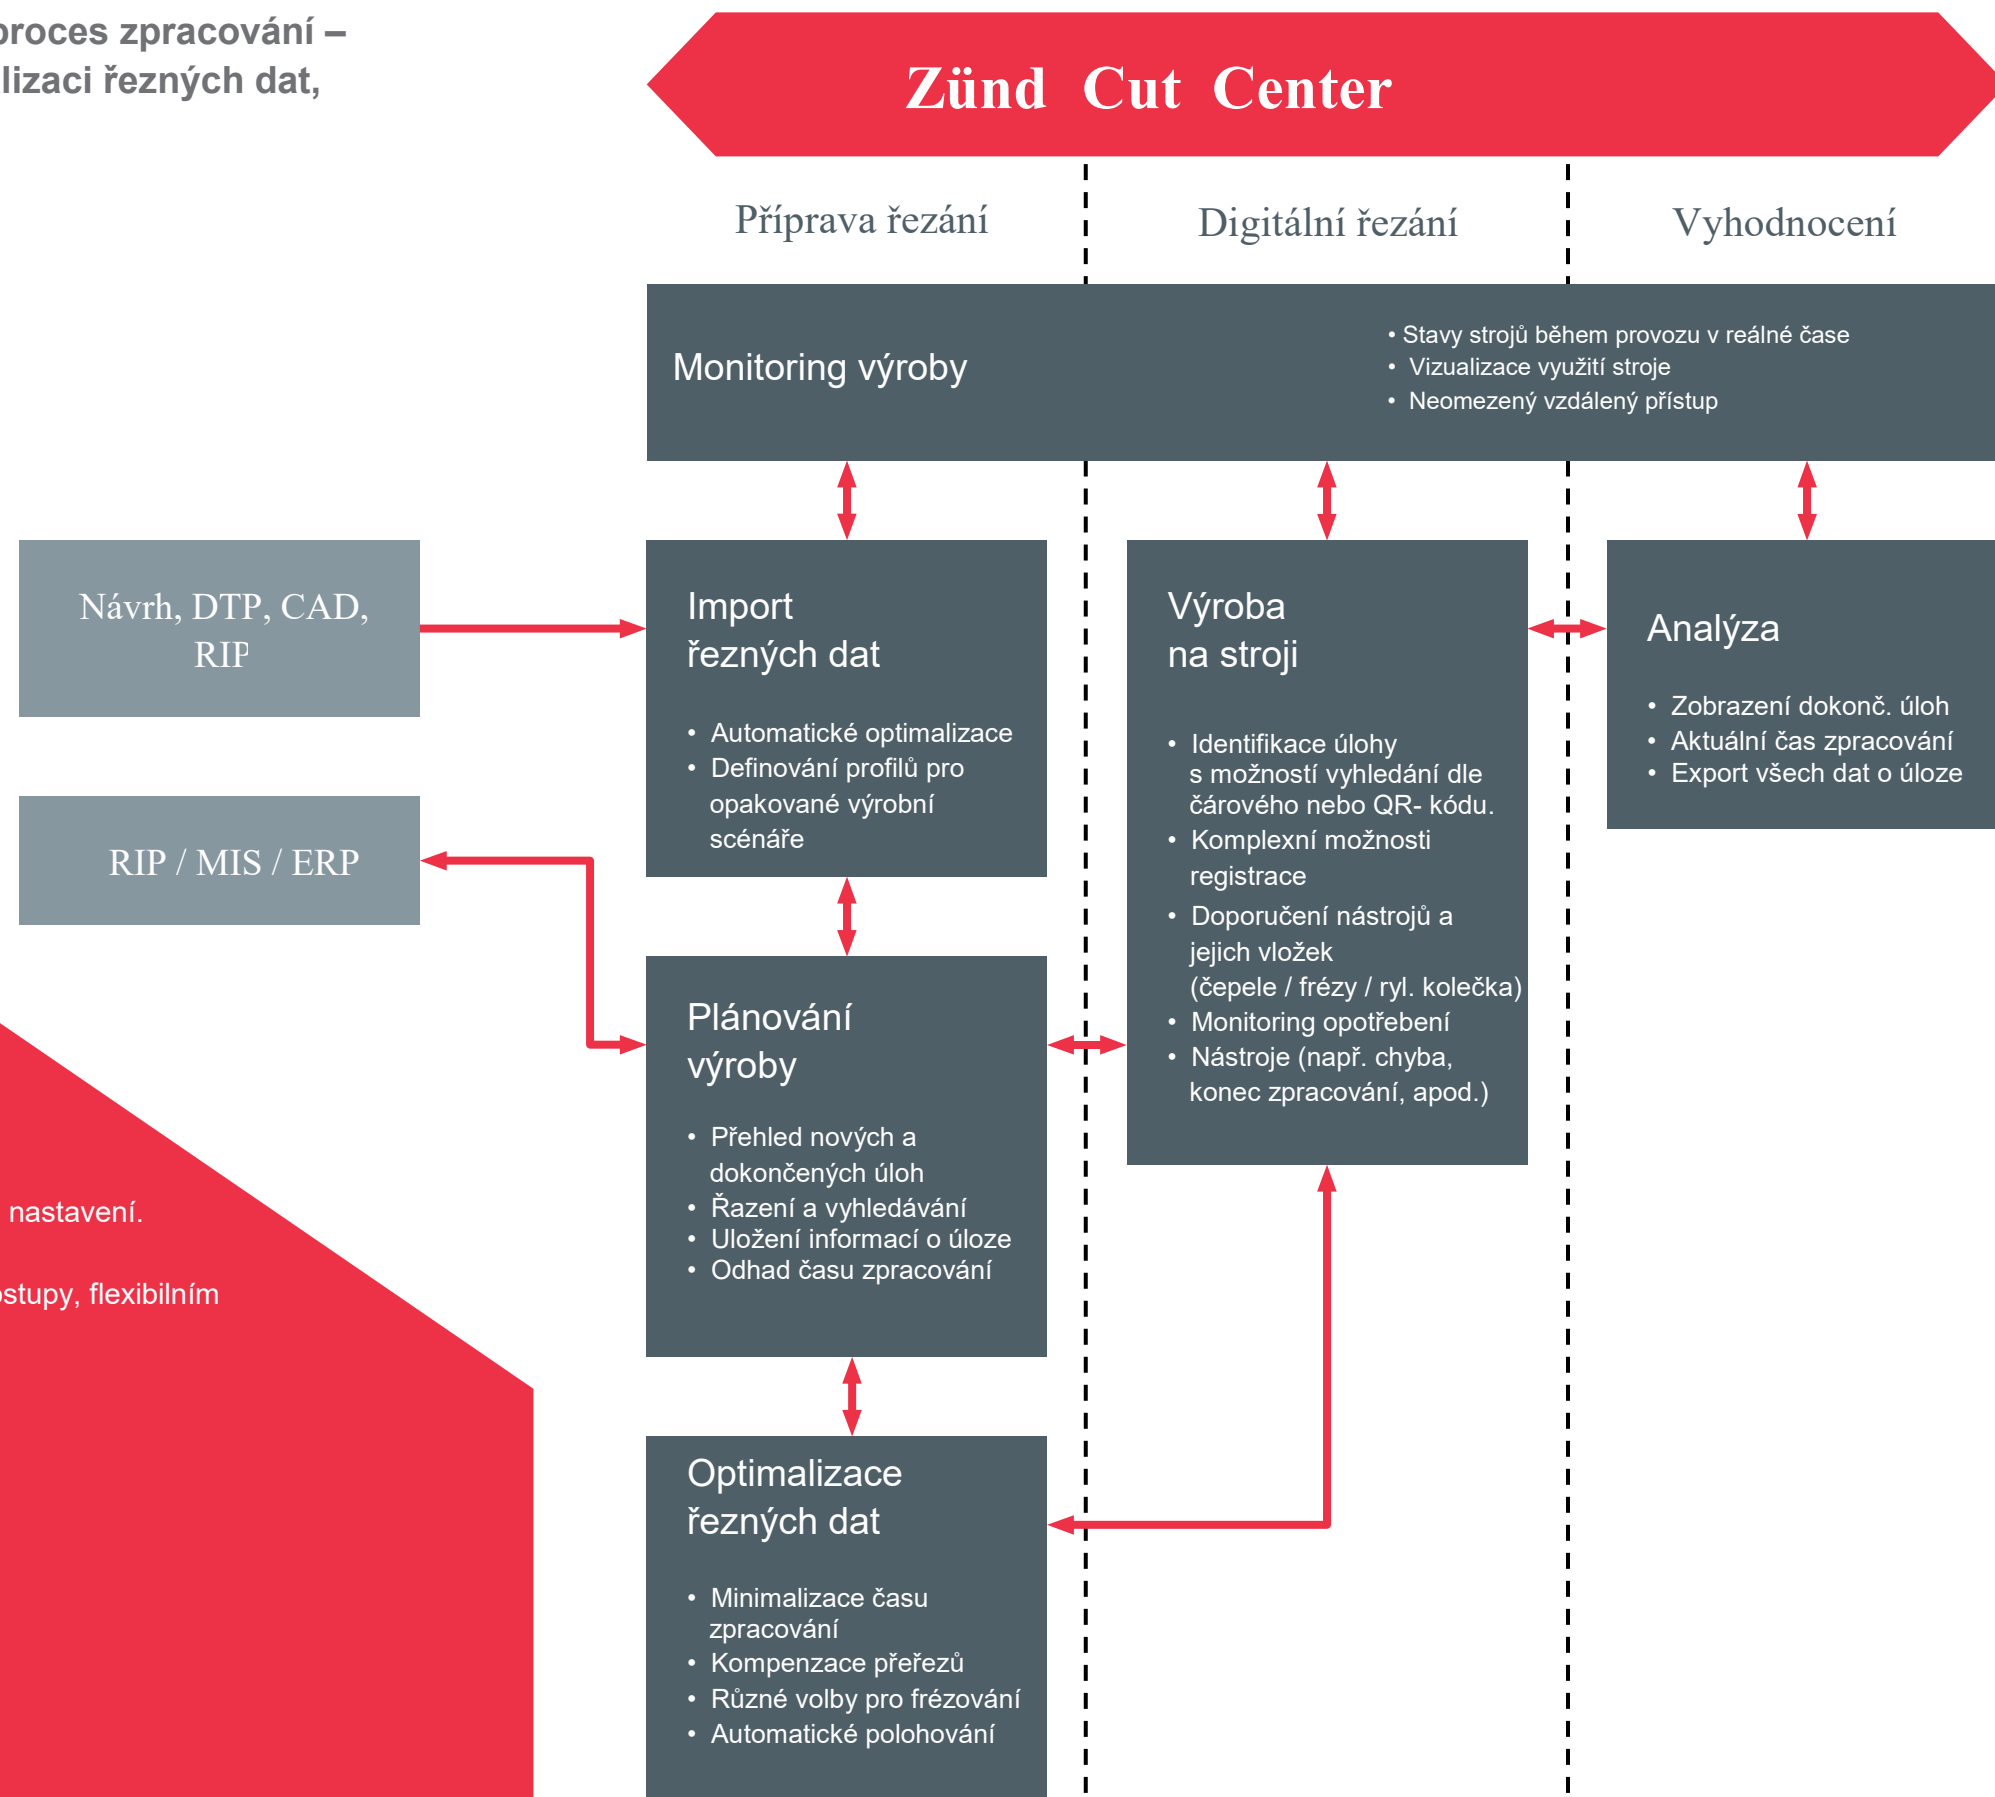 proces zpracování –
lizaci řezných dat,
Zünd Cut Center
Příprava řezání
Digitální řezání
Vyhodnocení
Monitoring výroby
• Stavy strojů během provozu v reálné čase
• Vizualizace využití stroje
• Neomezený vzdálený přístup
Návrh, DTP, CAD,
RIP
RIP / MIS / ERP
Import
řezných dat
• Automatické optimalizace
• Definování profilů pro
opakované výrobní
scénáře
Plánování
výroby
• Přehled nových a
dokončených úloh
• Řazení a vyhledávání
• Uložení informací o úloze
• Odhad času zpracování
Optimalizace
řezných dat
• Minimalizace času
zpracování
• Kompenzace přeřezů
• Různé volby pro frézování
• Automatické polohování
Výroba
na stroji
• Identifikace úlohy
s možností vyhledání dle
čárového nebo QR- kódu.
• Komplexní možnosti
registrace
• Doporučení nástrojů a
jejich vložek
(čepele / frézy / ryl. kolečka)
• Monitoring opotřebení
• Nástroje (např. chyba,
konec zpracování, apod.)
Analýza
• Zobrazení dokonč. úloh
• Aktuální čas zpracování
• Export všech dat o úloze
nastavení.
ostupy, flexibilním